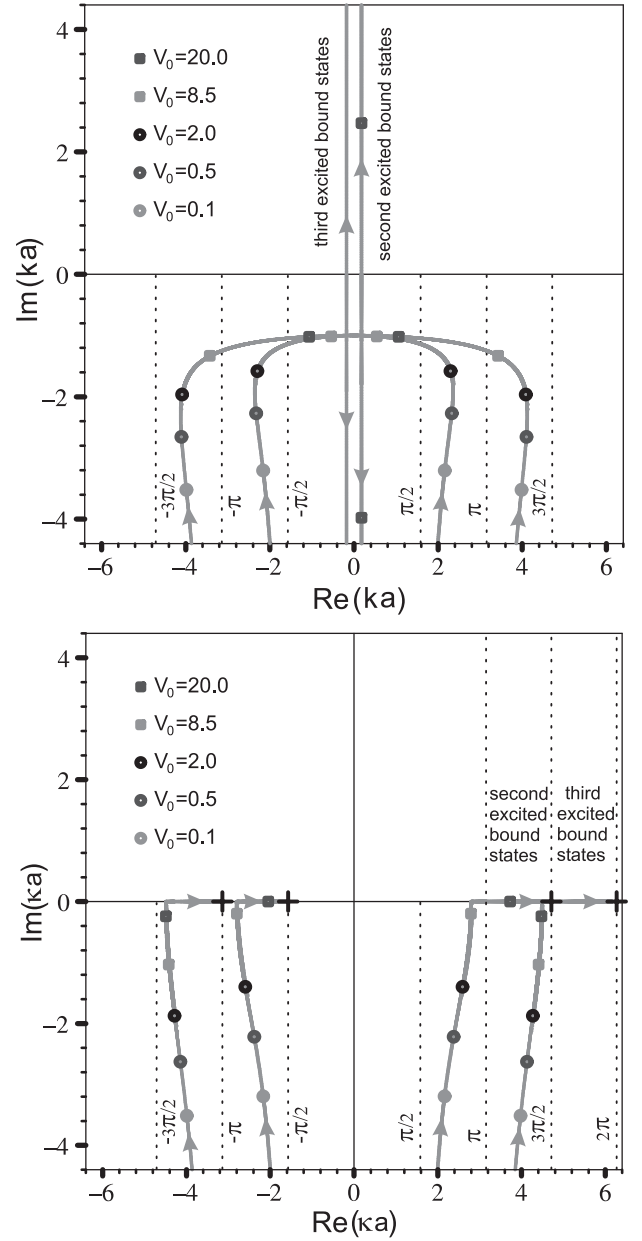 4
2
0
−2
−4
Im(ka)
V₀=20.0
V₀=8.5
V₀=2.0
V₀=0.5
V₀=0.1
third excited bound states
second excited bound states
-3π/2
-π
-π/2
π/2
π
3π/2
−6 −4 −2 0 2 4 6
Re(ka)
4
2
0
−2
−4
Im(κa)
V₀=20.0
V₀=8.5
V₀=2.0
V₀=0.5
V₀=0.1
second
excited
bound
states
third
excited
bound
states
-3π/2
-π
-π/2
π/2
π
3π/2
2π
−6 −4 −2 0 2 4 6
Re(κa)